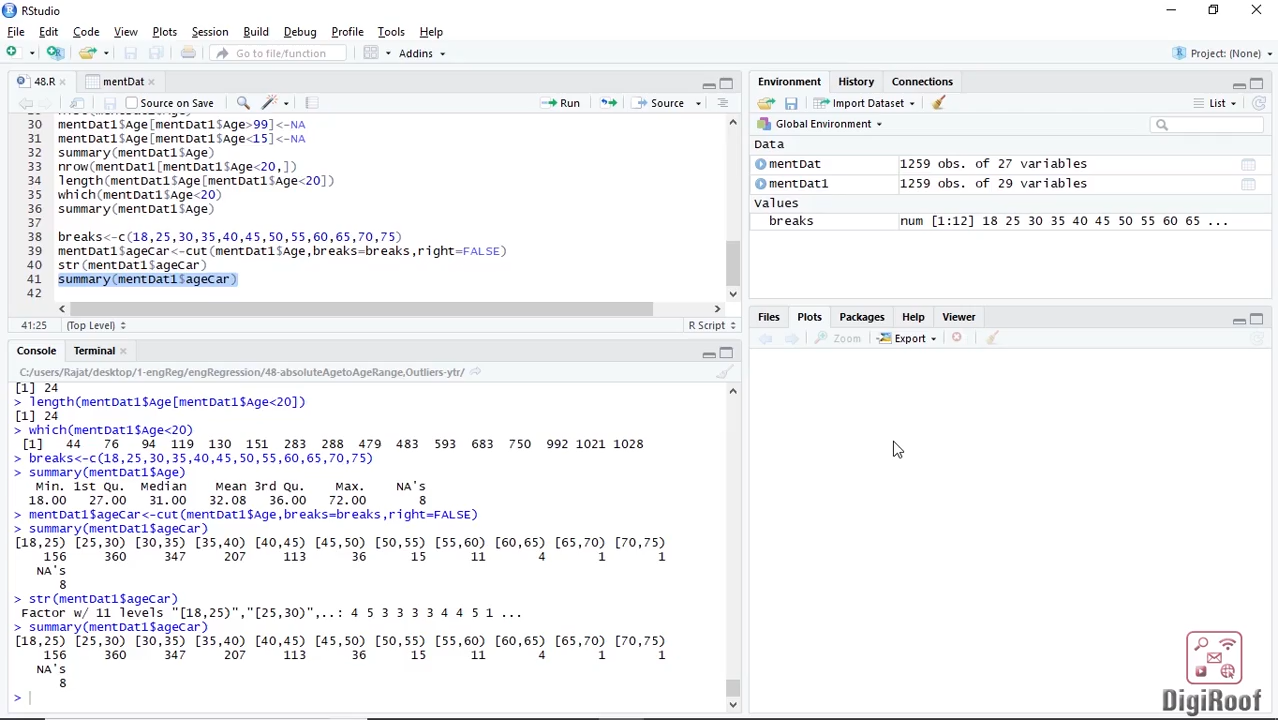 RStudio
File Edit Code View Plots Session Build Debug Profile Tools Help
Go to file/function Addins Project: (None)
48.R mentDat
Source on Save Run Source
30 mentDat1$Age[mentDat1$Age>99]<-NA
31 mentDat1$Age[mentDat1$Age<15]<-NA
32 summary(mentDat1$Age)
33 nrow(mentDat1[mentDat1$Age<20,])
34 length(mentDat1$Age[mentDat1$Age<20])
35 which(mentDat1$Age<20)
36 summary(mentDat1$Age)
37
38 breaks<-c(18,25,30,35,40,45,50,55,60,65,70,75)
39 mentDat1$ageCar<-cut(mentDat1$Age,breaks=breaks,right=FALSE)
40 str(mentDat1$ageCar)
41 summary(mentDat1$ageCar)
42
41:25 (Top Level) R Script
Console Terminal
C:/users/Rajat/desktop/1-engReg/engRegression/48-absoluteAgetoAgeRange,Outliers-ytr/
[1] 24
> length(mentDat1$Age[mentDat1$Age<20])
[1] 24
> which(mentDat1$Age<20)
[1] 44 76 94 119 130 151 283 288 479 483 593 683 750 992 1021 1028
> breaks<-c(18,25,30,35,40,45,50,55,60,65,70,75)
> summary(mentDat1$Age)
Min. 1st Qu. Median Mean 3rd Qu. Max. NA's
18.00 27.00 31.00 32.08 36.00 72.00 8
> mentDat1$ageCar<-cut(mentDat1$Age,breaks=breaks,right=FALSE)
> summary(mentDat1$ageCar)
[18,25) [25,30) [30,35) [35,40) [40,45) [45,50) [50,55) [55,60) [60,65) [65,70) [70,75)
156 360 347 207 113 36 15 11 4 1 1
NA's
8
> str(mentDat1$ageCar)
Factor w/ 11 levels "[18,25)","[25,30)",..: 4 5 3 3 3 3 4 4 5 1 ...
> summary(mentDat1$ageCar)
[18,25) [25,30) [30,35) [35,40) [40,45) [45,50) [50,55) [55,60) [60,65) [65,70) [70,75)
156 360 347 207 113 36 15 11 4 1 1
NA's
8
>
Environment History Connections
Import Dataset List
Global Environment
Data
mentDat 1259 obs. of 27 variables
mentDat1 1259 obs. of 29 variables
Values
breaks num [1:12] 18 25 30 35 40 45 50 55 60 65 ...
Files Plots Packages Help Viewer
Zoom Export
DigiRoof